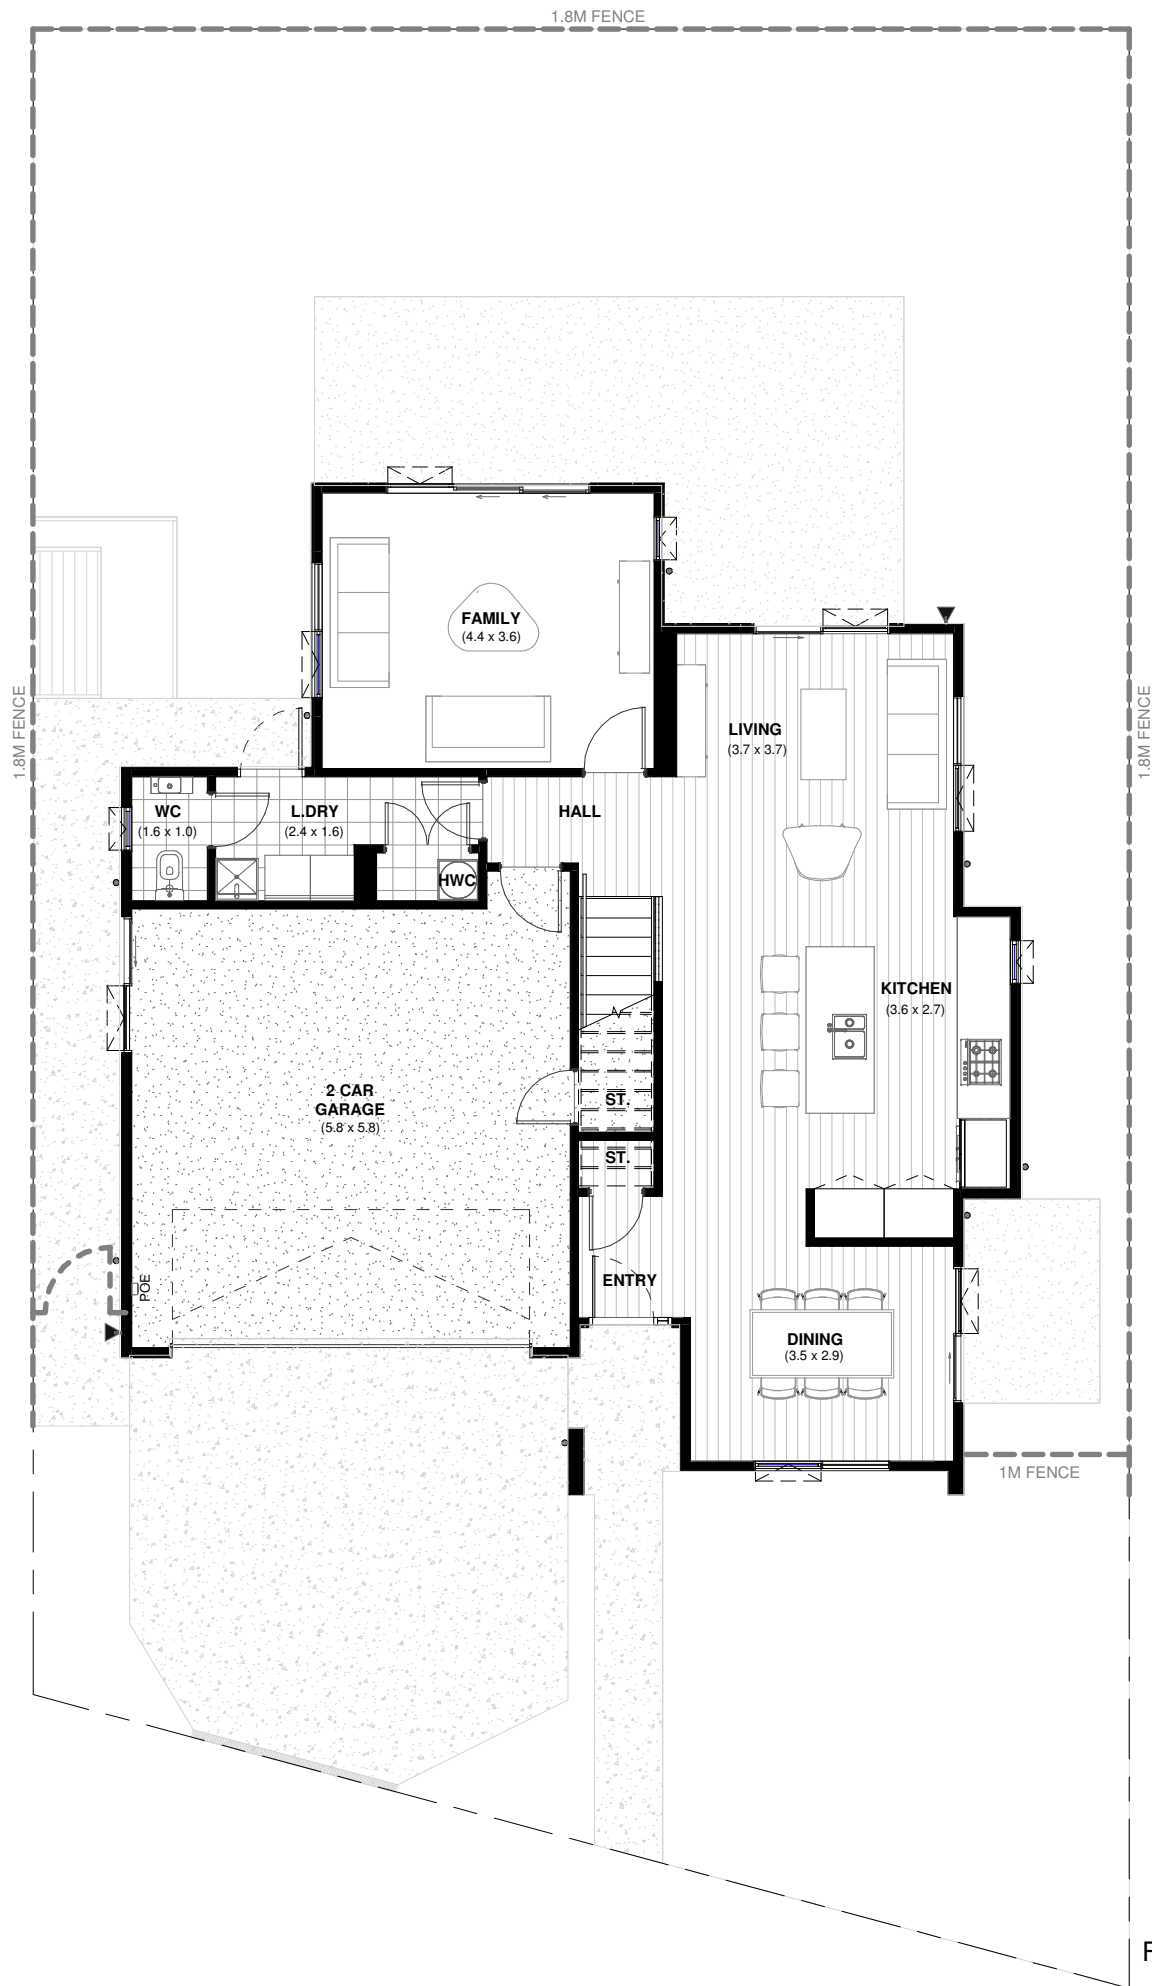 1.8M FENCE
FAMILY
(4.4 x 3.6)
1.8M FENCE
1.8M FENCE
LIVING
(3.7 x 3.7)
WC
(1.6 x 1.0)
L.DRY
(2.4 x 1.6)
HALL
HWC
KITCHEN
(3.6 x 2.7)
2 CAR
GARAGE
(5.8 x 5.8)
ST.
ST.
POE
ENTRY
DINING
(3.5 x 2.9)
1M FENCE
F